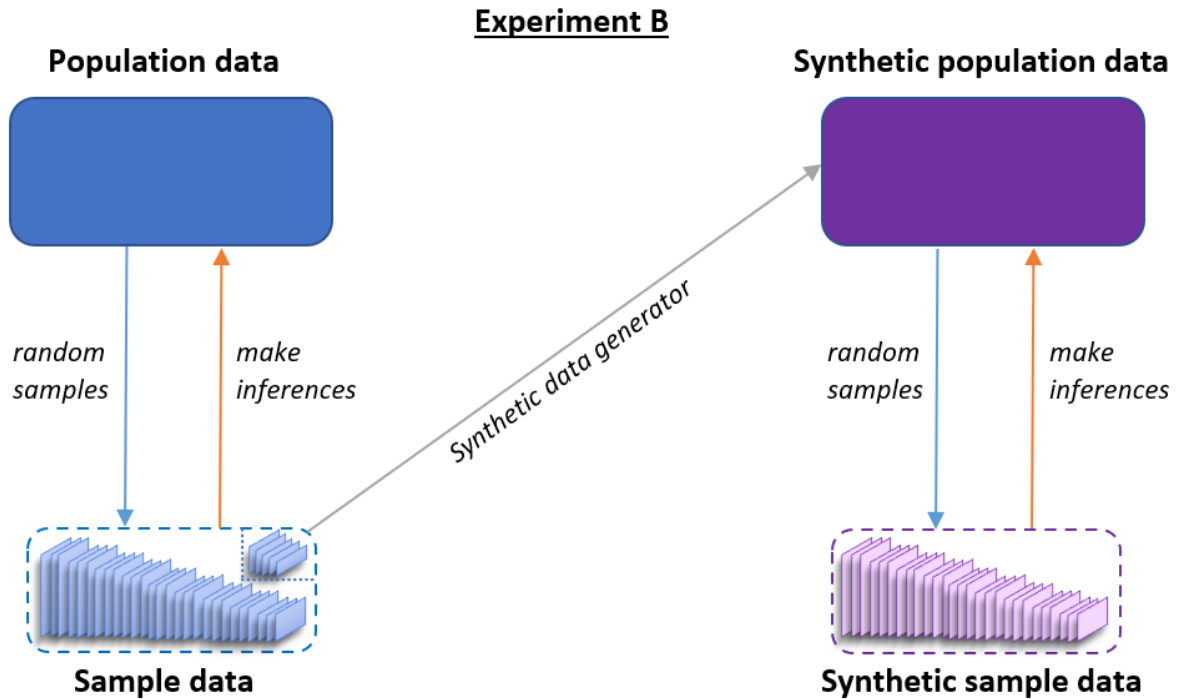 Experiment B
Population data
Synthetic population data
random
samples
make
inferences
Synthetic data generator
random
samples
make
inferences
Sample data
Synthetic sample data